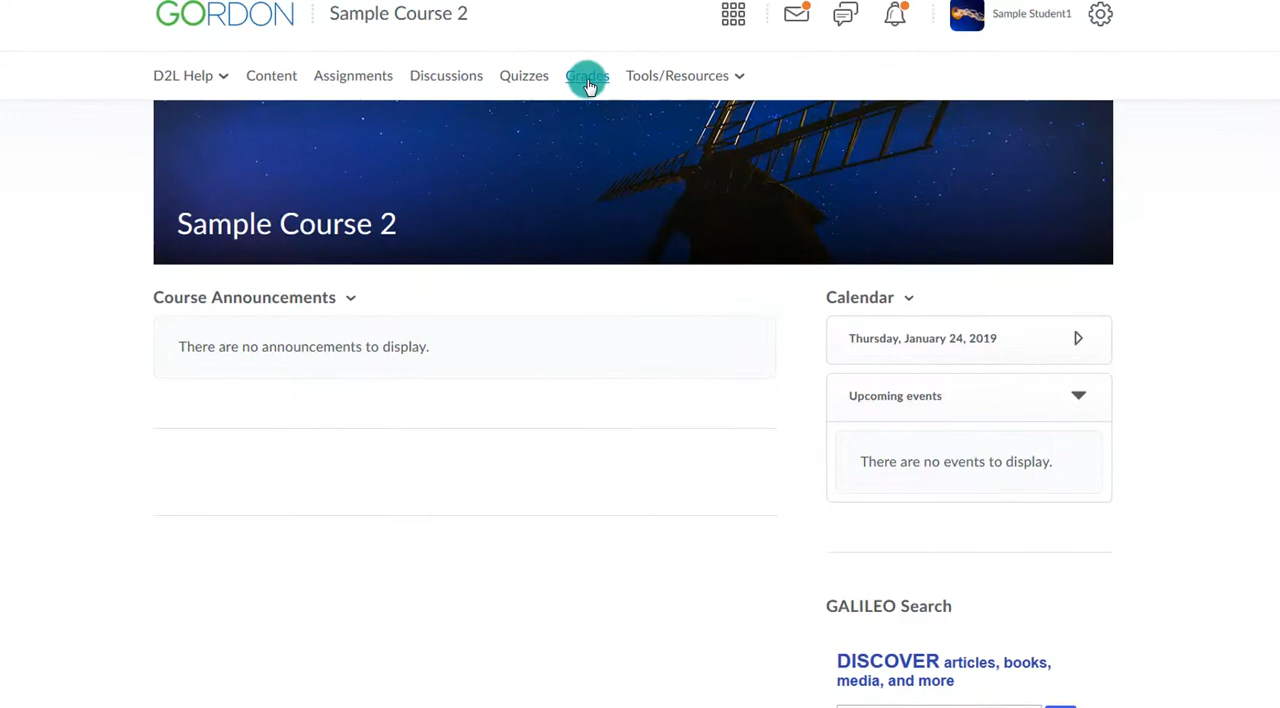 GORDON
Sample Course 2
Sample Student1
D2L Help
Content
Assignments
Discussions
Quizzes
Grades
Tools/Resources
Sample Course 2
Course Announcements
There are no announcements to display.
Calendar
Thursday, January 24, 2019
Upcoming events
There are no events to display.
GALILEO Search
DISCOVER articles, books,
media, and more